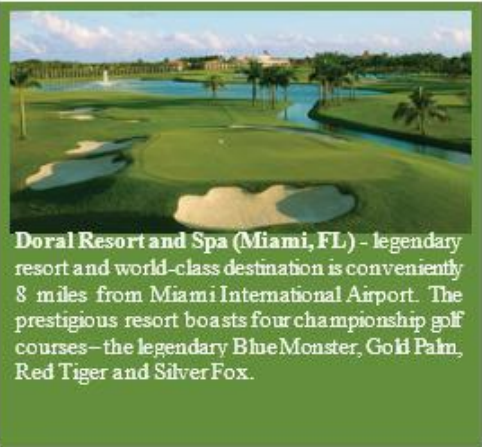 Doral Resort and Spa (Miami, FL) - legendary
resort and world-class destination is conveniently
8 miles from Miami International Airport. The
prestigious resort boasts four championship golf
courses–the legendary Blue Monster, Gold Palm,
Red Tiger and Silver Fox.